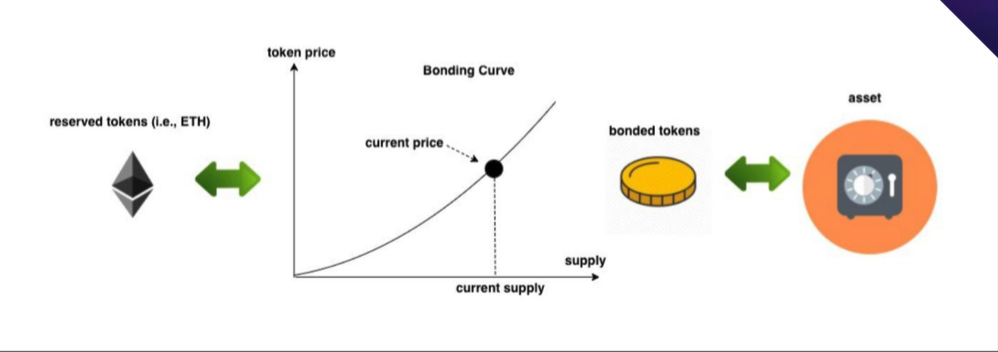 token price
Bonding Curve
reserved tokens (i.e., ETH)
current price
bonded tokens
asset
supply
current supply